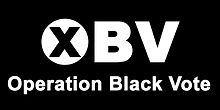 XBV
Operation Black Vote